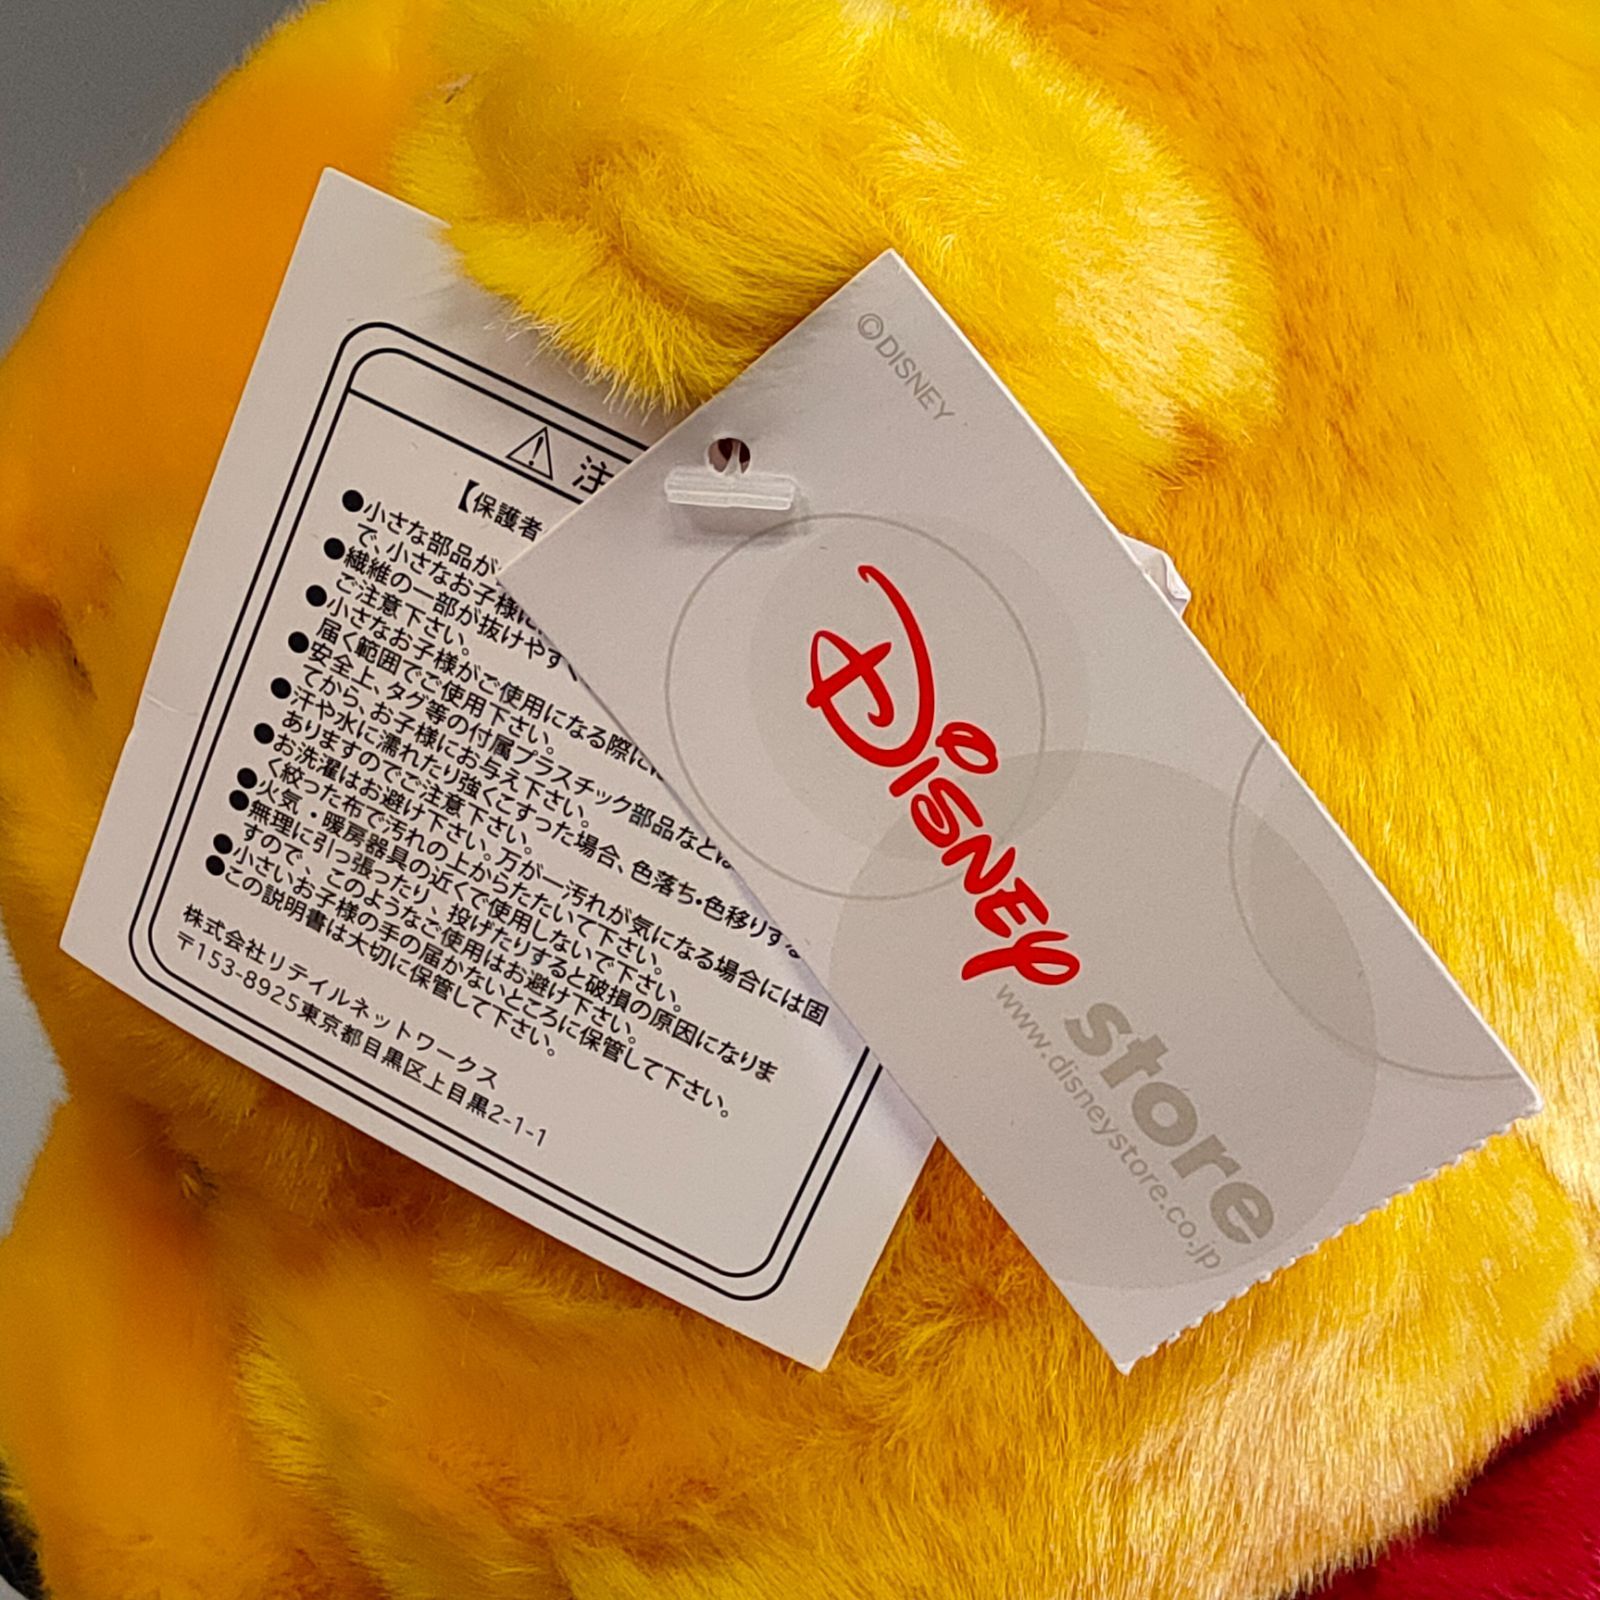 注
【保護者
●小さな部品が
で、小さなお子様に
●繊維の一部が抜けやすく
ご注意下さい。
●小さなお子様がご使用になる際には
届く範囲でご使用下さい。
●安全上、タグ等の付属プラスチック部品などは
てから、お子様にお与え下さい。
●汗や水に濡れたり強くこすった場合、色落ち・色移りする
ありますのでご注意下さい。
●お洗濯はお避け下さい。万が一汚れが気になる場合には固
く絞った布で汚れの上からたたいて下さい。
●火気・暖房器具の近くで使用しないで下さい。
●無理に引っ張ったり、投げたりすると破損の原因になりま
すので、このようなご使用はお避け下さい。
●小さいお子様の手の届かないところに保管して下さい。
●この説明書は大切に保管して下さい。
株式会社リテイルネットワークス
〒153-8925東京都目黒区上目黒2-1-1
©DISNEY
Disney store
www.disneystore.co.jp